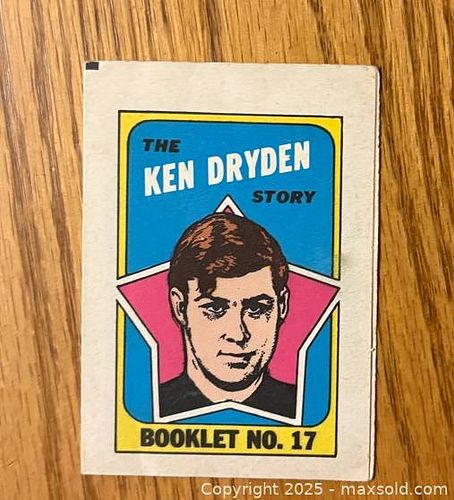 THE
KEN DRYDEN
STORY
BOOKLET NO. 17
Copyright 2025 - maxsold.com